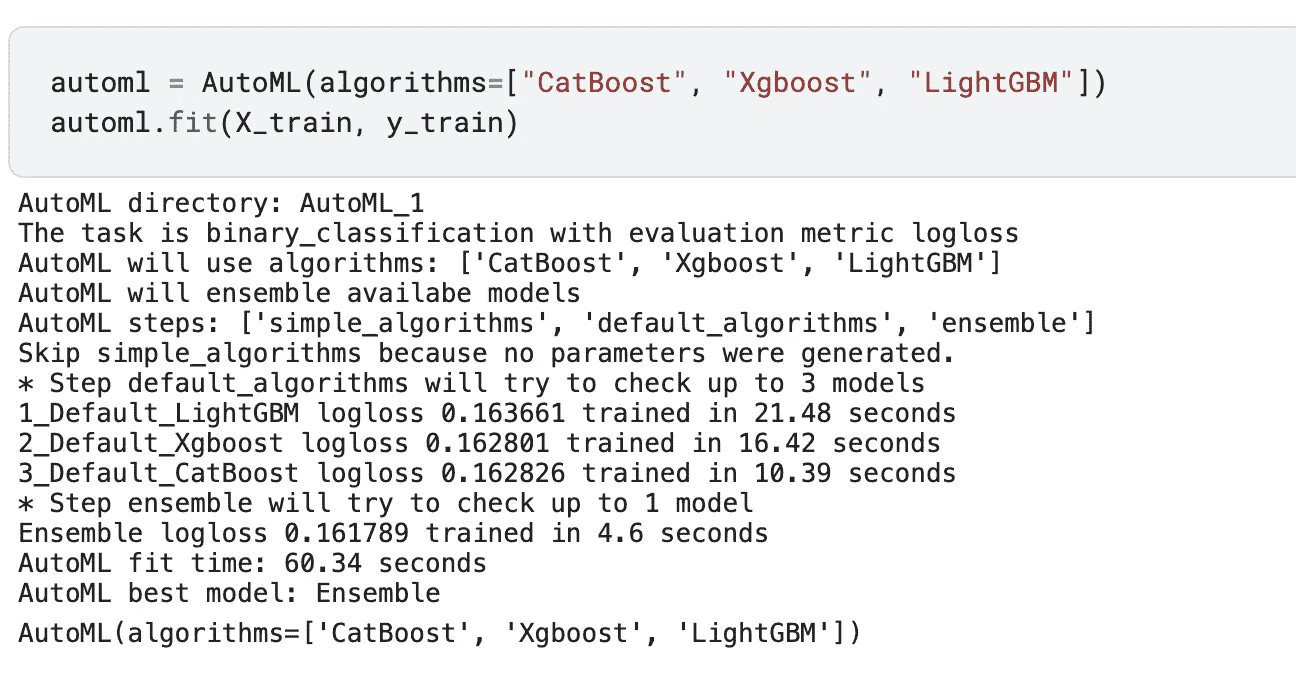 automl = AutoML(algorithms=["CatBoost", "Xgboost", "LightGBM"])
automl.fit(X_train, y_train)
AutoML directory: AutoML_1
The task is binary_classification with evaluation metric logloss
AutoML will use algorithms: ['CatBoost', 'Xgboost', 'LightGBM']
AutoML will ensemble availabe models
AutoML steps: ['simple_algorithms', 'default_algorithms', 'ensemble']
Skip simple_algorithms because no parameters were generated.
* Step default_algorithms will try to check up to 3 models
1_Default_LightGBM logloss 0.163661 trained in 21.48 seconds
2_Default_Xgboost logloss 0.162801 trained in 16.42 seconds
3_Default_CatBoost logloss 0.162826 trained in 10.39 seconds
* Step ensemble will try to check up to 1 model
Ensemble logloss 0.161789 trained in 4.6 seconds
AutoML fit time: 60.34 seconds
AutoML best model: Ensemble
AutoML(algorithms=['CatBoost', 'Xgboost', 'LightGBM'])